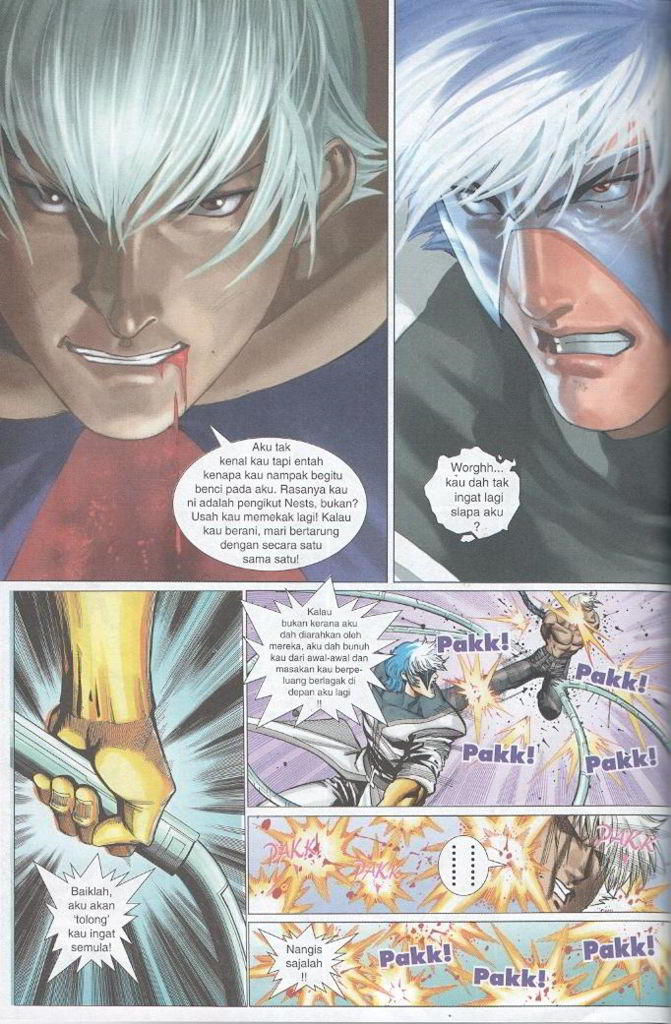 Aku tak
kenal kau tapi entah
kenapa kau nampak begitu
benci pada aku. Rasanya kau
ni adalah pengikut Nests, bukan?
Usah kau memekak lagi! Kalau
kau berani, mari bertarung
dengan secara satu
sama satu!
Worghh...
kau dah tak
ingat lagi
siapa aku
?
Baiklah,
aku akan
'tolong'
kau ingat
semula!
Kalau
bukan kerana aku
dah diarahkan oleh
mereka, aku dah bunuh
kau dari awal-awal dan
masakan kau berpe-
luang berlagak di
depan aku lagi
!!
Pakk!
Pakk!
Pakk!
Pakk!
PAKK
PAKK
PAKK
Nangis
sajalah
!!
Pakk!
Pakk!
Pakk!